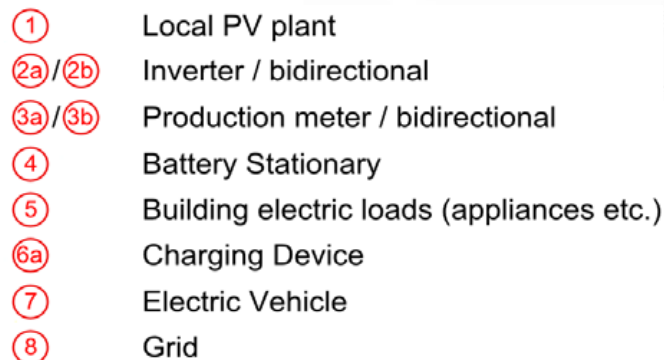 1 Local PV plant
2a/2b Inverter / bidirectional
3a/3b Production meter / bidirectional
4 Battery Stationary
5 Building electric loads (appliances etc.)
6a Charging Device
7 Electric Vehicle
8 Grid